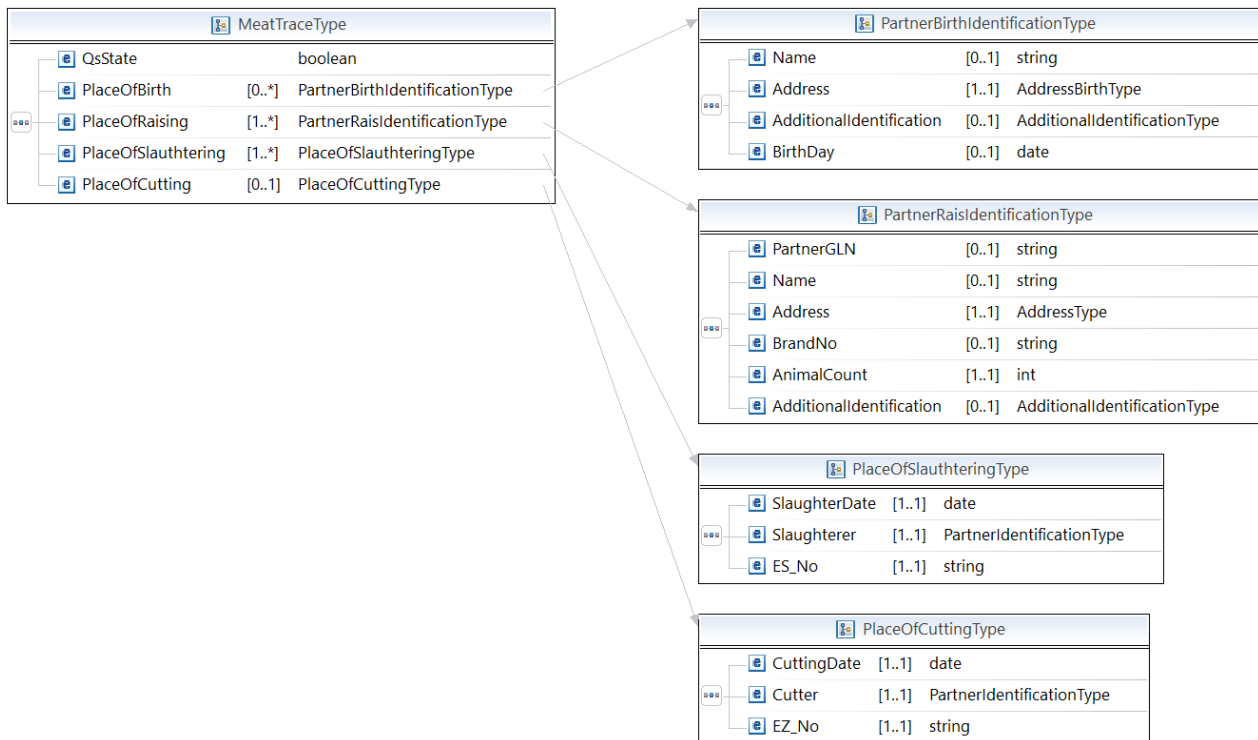 MeatTraceType
QsState boolean
PlaceOfBirth [0..*] PartnerBirthIdentificationType
PlaceOfRaising [1..*] PartnerRaisIdentificationType
PlaceOfSlauthtering [1..*] PlaceOfSlauthteringType
PlaceOfCutting [0..1] PlaceOfCuttingType
PartnerBirthIdentificationType
Name [0..1] string
Address [1..1] AddressBirthType
AdditionalIdentification [0..1] AdditionalIdentificationType
BirthDay [0..1] date
PartnerRaisIdentificationType
PartnerGLN [0..1] string
Name [0..1] string
Address [1..1] AddressType
BrandNo [0..1] string
AnimalCount [1..1] int
AdditionalIdentification [0..1] AdditionalIdentificationType
PlaceOfSlauthteringType
SlaughterDate [1..1] date
Slaughterer [1..1] PartnerIdentificationType
ES_No [1..1] string
PlaceOfCuttingType
CuttingDate [1..1] date
Cutter [1..1] PartnerIdentificationType
EZ_No [1..1] string